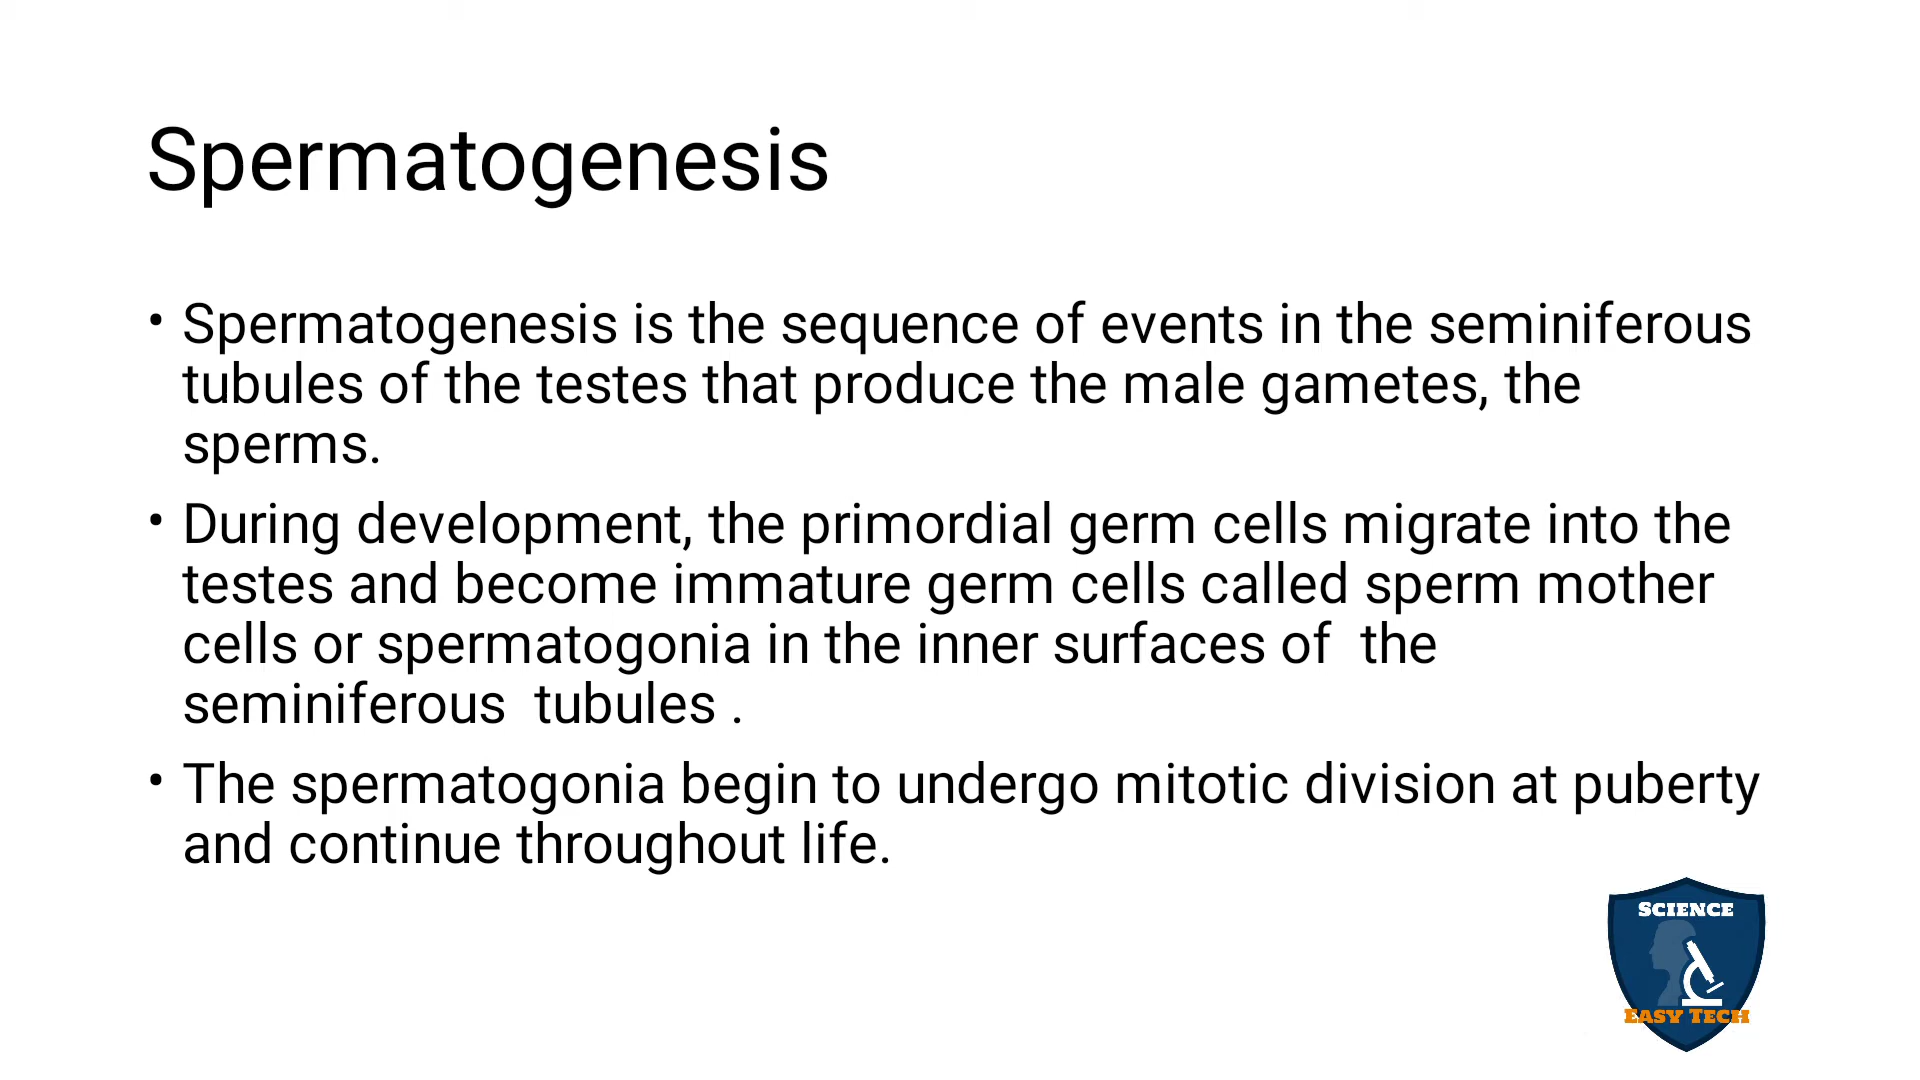 Spermatogenesis
• Spermatogenesis is the sequence of events in the seminiferous
tubules of the testes that produce the male gametes, the
sperms.
• During development, the primordial germ cells migrate into the
testes and become immature germ cells called sperm mother
cells or spermatogonia in the inner surfaces of  the
seminiferous  tubules .
• The spermatogonia begin to undergo mitotic division at puberty
and continue throughout life.
SCIENCE
EASY TECH